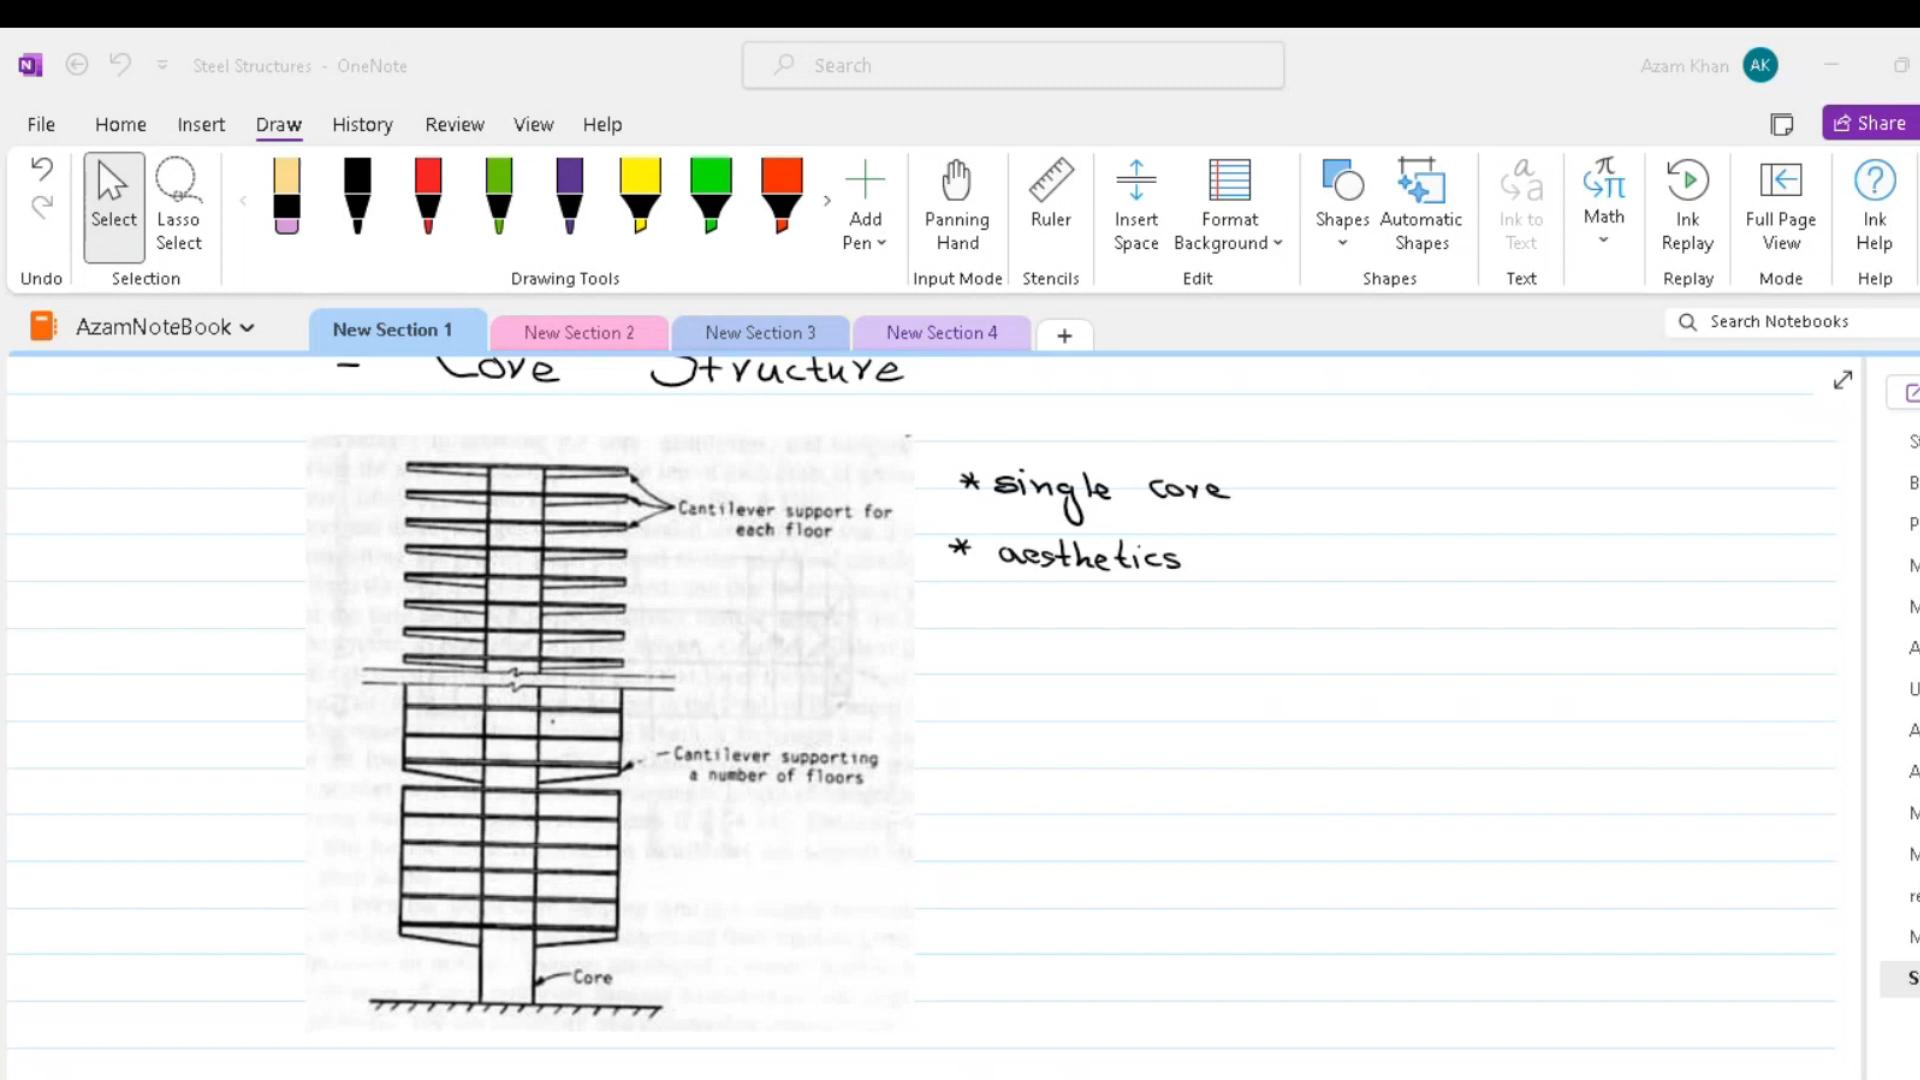 Steel Structures - OneNote
Search
Azam Khan
AK
File
Home
Insert
Draw
History
Review
View
Help
Share
Select
Lasso
Select
Add
Pen
Panning
Hand
Ruler
Insert
Space
Format
Background
Shapes
Automatic
Shapes
Ink to
Text
Math
Ink
Replay
Full Page
View
Ink
Help
Undo
Selection
Drawing Tools
Input Mode
Stencils
Edit
Shapes
Text
Replay
Mode
Help
AzamNoteBook
New Section 1
New Section 2
New Section 3
New Section 4
+
Search Notebooks
- Core Structure
Cantilever support for
each floor
* single core
* aesthetics
Cantilever supporting
a number of floors
Core